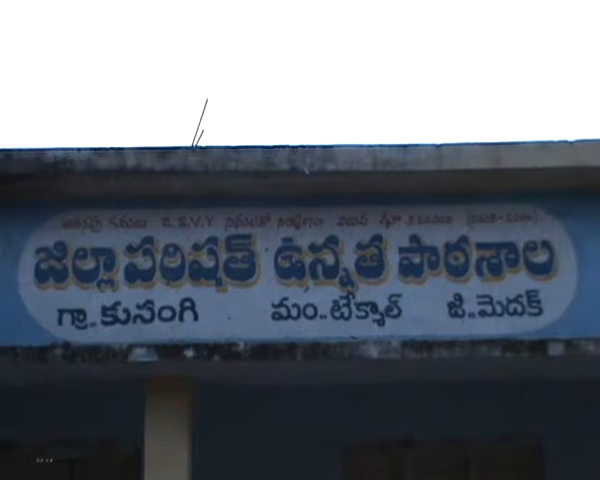 R.S.V.Y
జిల్లా పరిషత్ ఉన్నత పాఠశాల
గ్రా.. కుసంగి మం.. టేక్మాల్ జి.. మెదక్